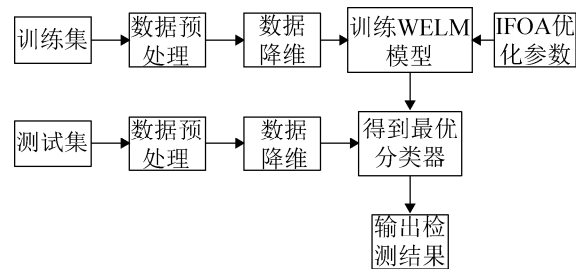 训练集
数据预
处理
数据
降维
训练WELM
模型
IFOA优
化参数
测试集
数据预
处理
数据
降维
得到最优
分类器
输出检
测结果